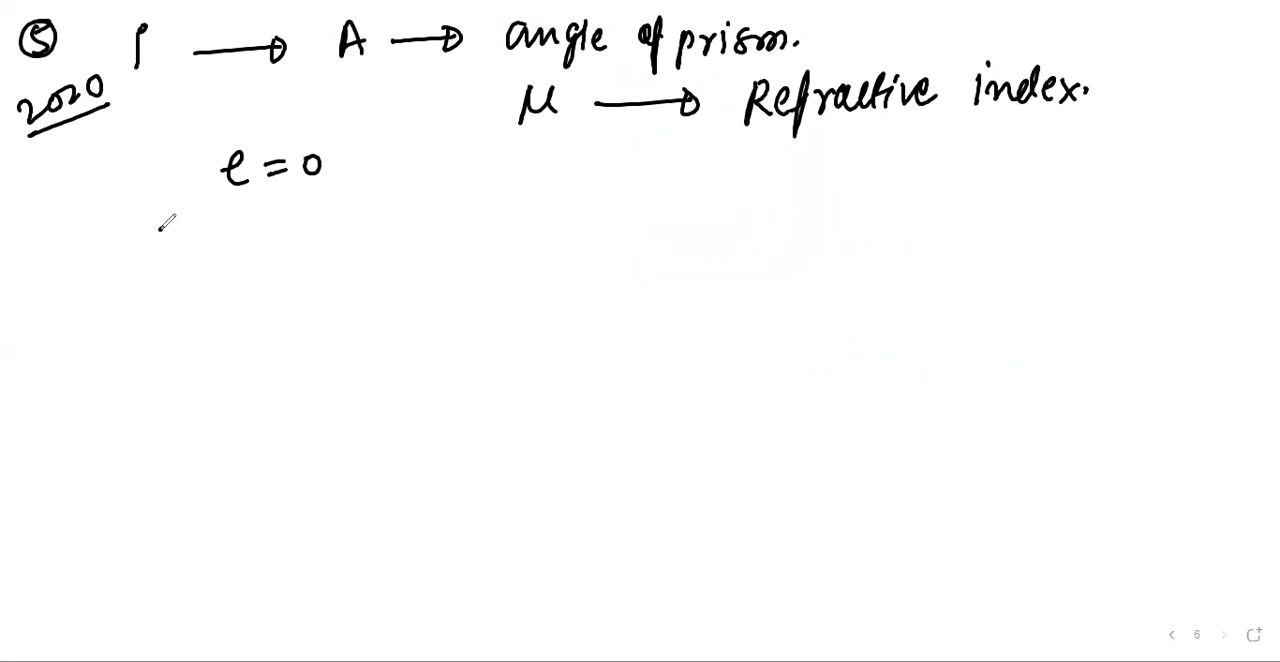 ⑤ ρ → A → angle of prism.
2020 μ → Refractive index.
e = 0
6